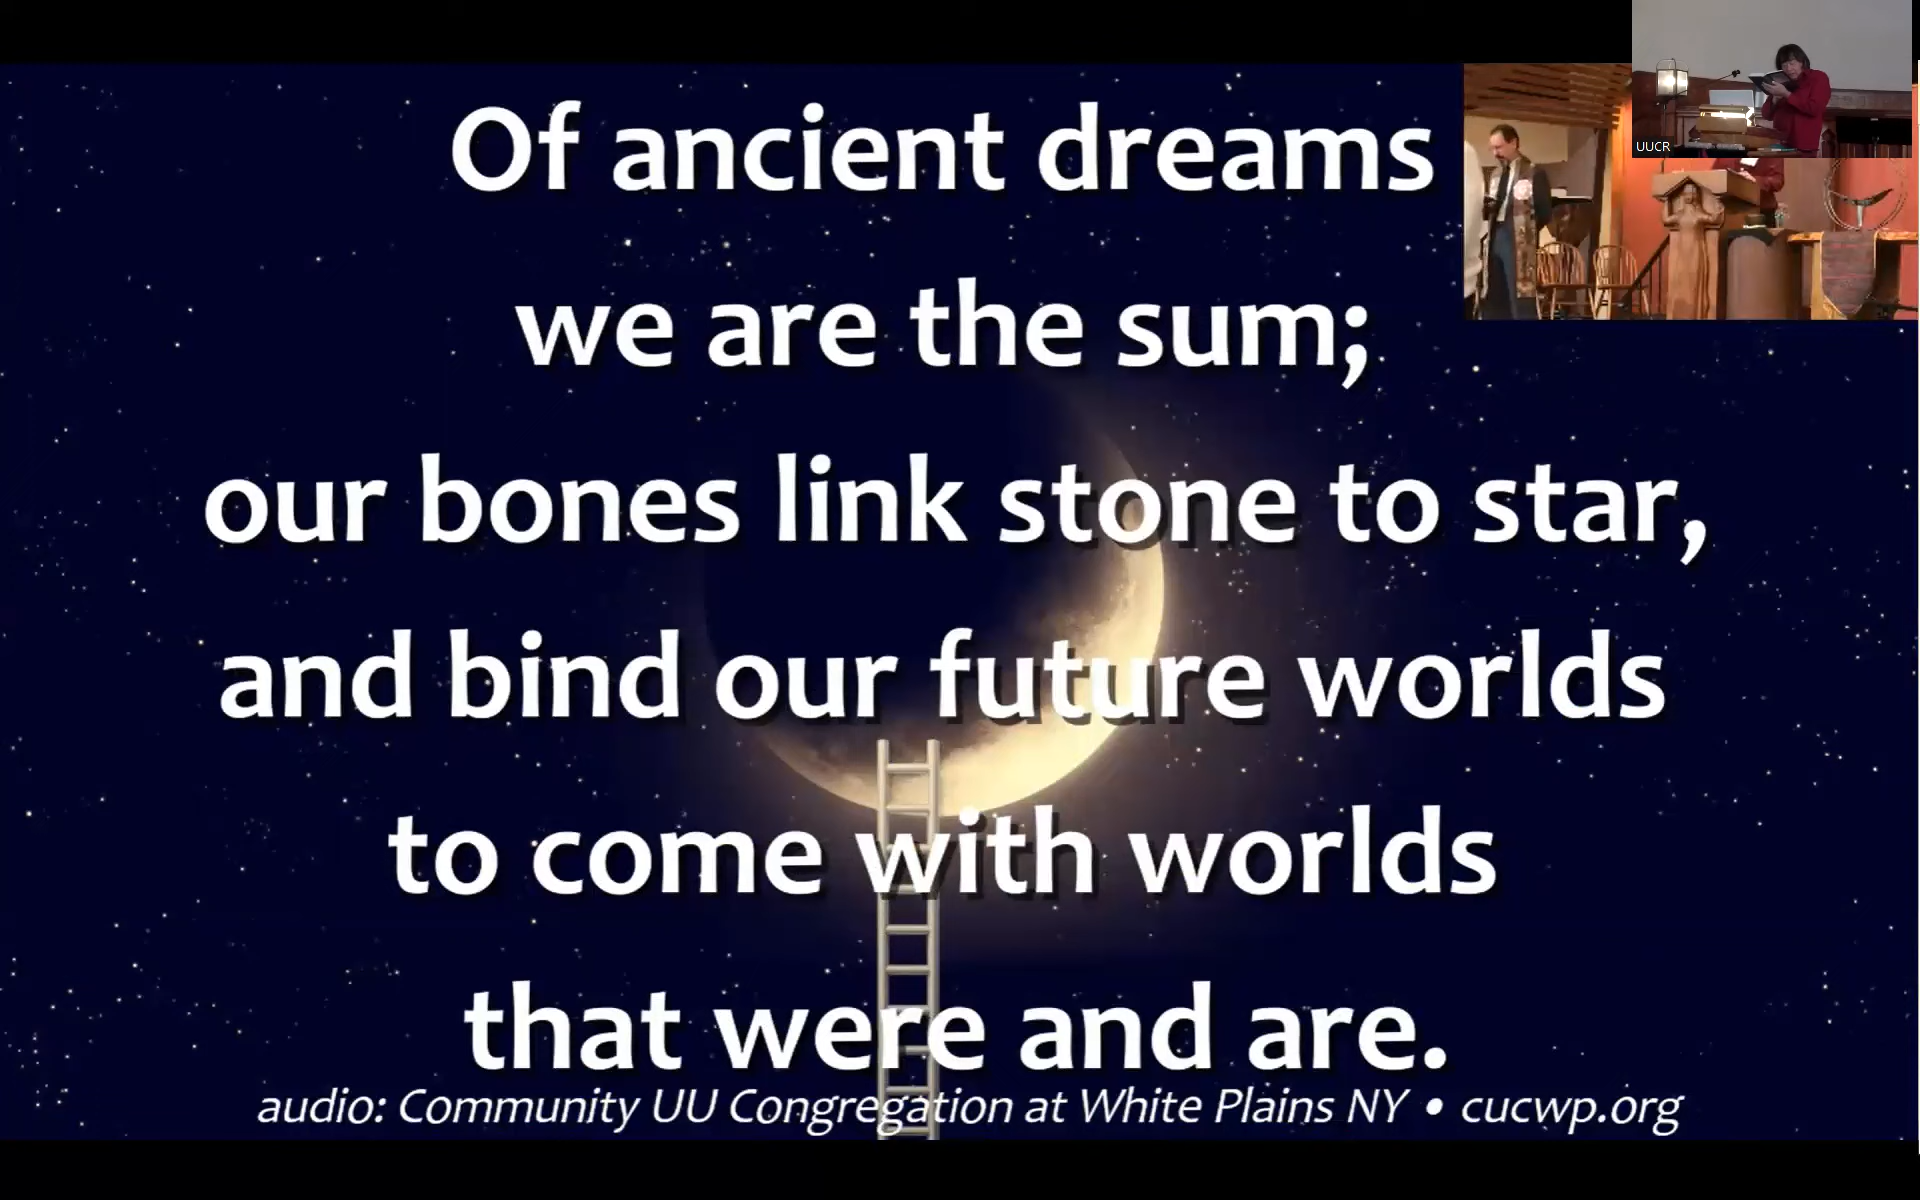 Of ancient dreams
we are the sum;
our bones link stone to star,
and bind our future worlds
to come with worlds
that were and are.
audio: Community UU Congregation at White Plains NY • cucwp.org
UUCR